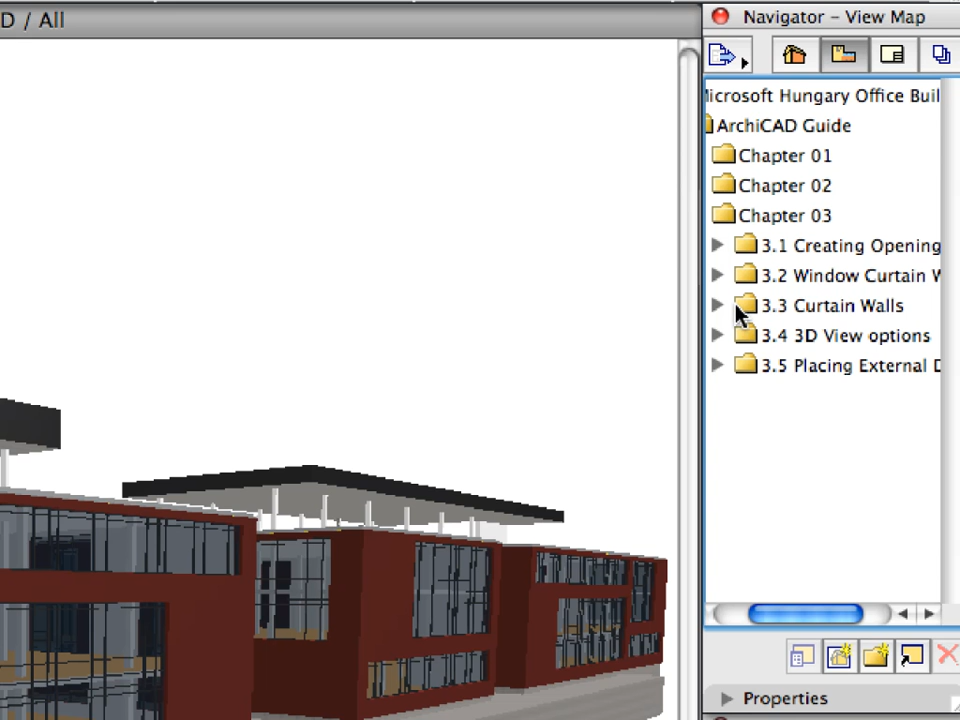 D / All
Navigator - View Map
Microsoft Hungary Office Buil
ArchiCAD Guide
Chapter 01
Chapter 02
Chapter 03
3.1 Creating Opening
3.2 Window Curtain W
3.3 Curtain Walls
3.4 3D View options
3.5 Placing External D
Properties